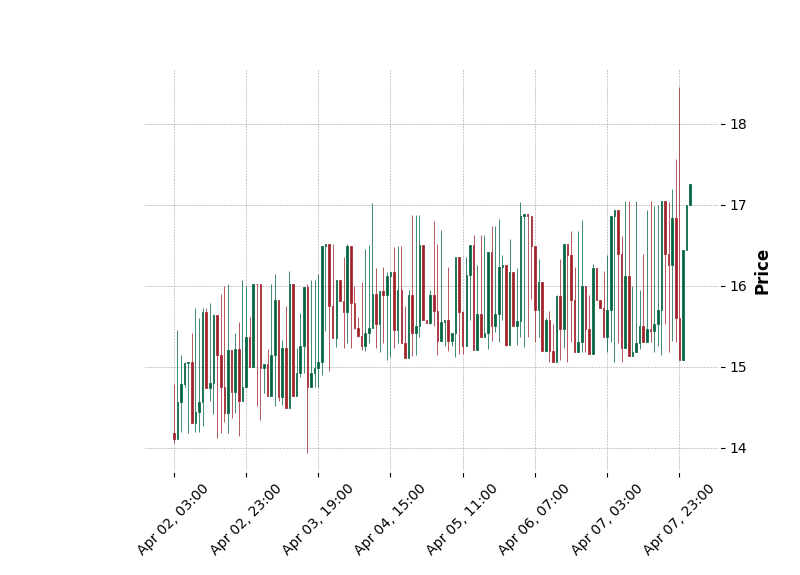 18
17
16
15
14
Price
Apr 02, 03:00
Apr 02, 23:00
Apr 03, 19:00
Apr 04, 15:00
Apr 05, 11:00
Apr 06, 07:00
Apr 07, 03:00
Apr 07, 23:00